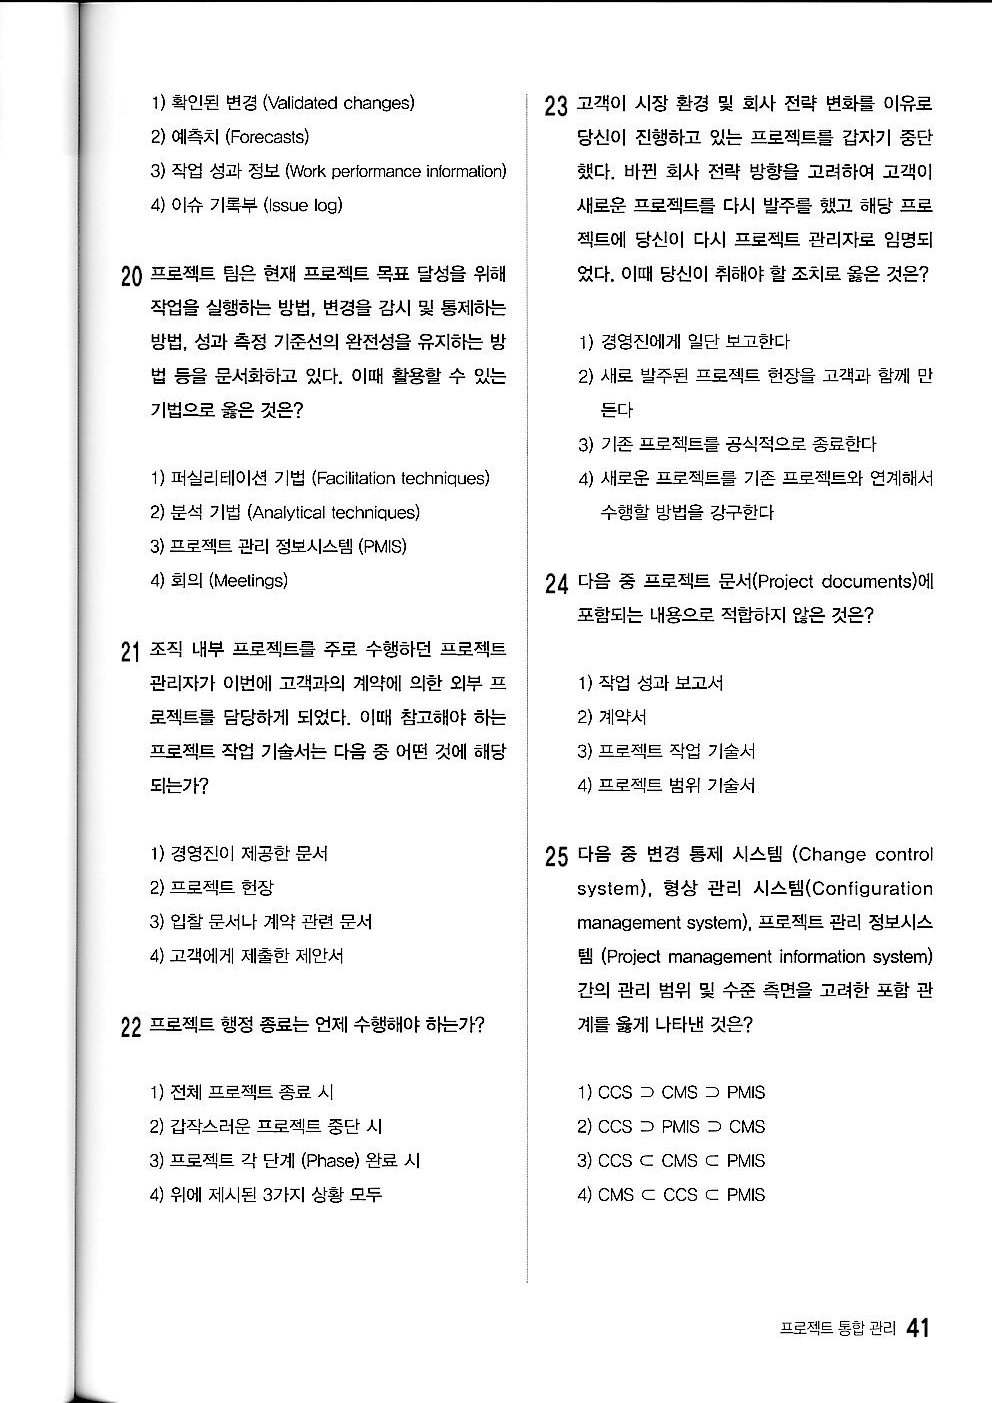 1) 확인된 변경 (Validated changes)
2) 예측치 (Forecasts)
3) 작업 성과 정보 (Work performance information)
4) 이슈 기록부 (Issue log)
20 프로젝트 팀은 현재 프로젝트 목표 달성을 위해
작업을 실행하는 방법, 변경을 감시 및 통제하는
방법, 성과 측정 기준선의 완전성을 유지하는 방
법 등을 문서화하고 있다. 이때 활용할 수 있는
기법으로 옳은 것은?
1) 퍼실리테이션 기법 (Facilitation techniques)
2) 분석 기법 (Analytical techniques)
3) 프로젝트 관리 정보시스템 (PMIS)
4) 회의 (Meetings)
21 조직 내부 프로젝트를 주로 수행하던 프로젝트
관리자가 이번에 고객과의 계약에 의한 외부 프
로젝트를 담당하게 되었다. 이때 참고해야 하는
프로젝트 작업 기술서는 다음 중 어떤 것에 해당
되는가?
1) 경영진이 제공한 문서
2) 프로젝트 헌장
3) 입찰 문서나 계약 관련 문서
4) 고객에게 제출한 제안서
22 프로젝트 행정 종료는 언제 수행해야 하는가?
1) 전체 프로젝트 종료 시
2) 갑작스러운 프로젝트 중단 시
3) 프로젝트 각 단계 (Phase) 완료 시
4) 위에 제시된 3가지 상황 모두
23 고객이 시장 환경 및 회사 전략 변화를 이유로
당신이 진행하고 있는 프로젝트를 갑자기 중단
했다. 바뀐 회사 전략 방향을 고려하여 고객이
새로운 프로젝트를 다시 발주를 했고 해당 프로
젝트에 당신이 다시 프로젝트 관리자로 임명되
었다. 이때 당신이 취해야 할 조치로 옳은 것은?
1) 경영진에게 일단 보고한다
2) 새로 발주된 프로젝트 헌장을 고객과 함께 만
든다
3) 기존 프로젝트를 공식적으로 종료한다
4) 새로운 프로젝트를 기존 프로젝트와 연계해서
수행할 방법을 강구한다
24 다음 중 프로젝트 문서(Project documents)에
포함되는 내용으로 적합하지 않은 것은?
1) 작업 성과 보고서
2) 계약서
3) 프로젝트 작업 기술서
4) 프로젝트 범위 기술서
25 다음 중 변경 통제 시스템 (Change control
system), 형상 관리 시스템(Configuration
management system), 프로젝트 관리 정보시스
템 (Project management information system)
간의 관리 범위 및 수준 측면을 고려한 포함 관
계를 옳게 나타낸 것은?
1) CCS ⊃ CMS ⊃ PMIS
2) CCS ⊃ PMIS ⊃ CMS
3) CCS ⊂ CMS ⊂ PMIS
4) CMS ⊂ CCS ⊂ PMIS
프로젝트 통합 관리 41